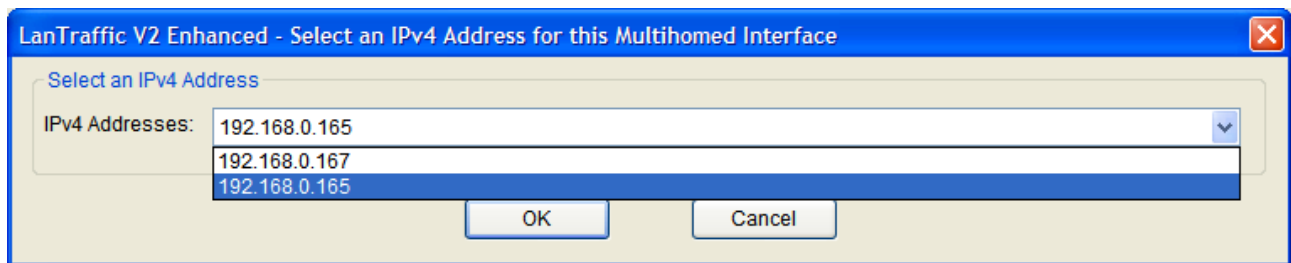 LanTraffic V2 Enhanced - Select an IPv4 Address for this Multihomed Interface
Select an IPv4 Address
IPv4 Addresses: 192.168.0.165
192.168.0.167
192.168.0.165
OK Cancel